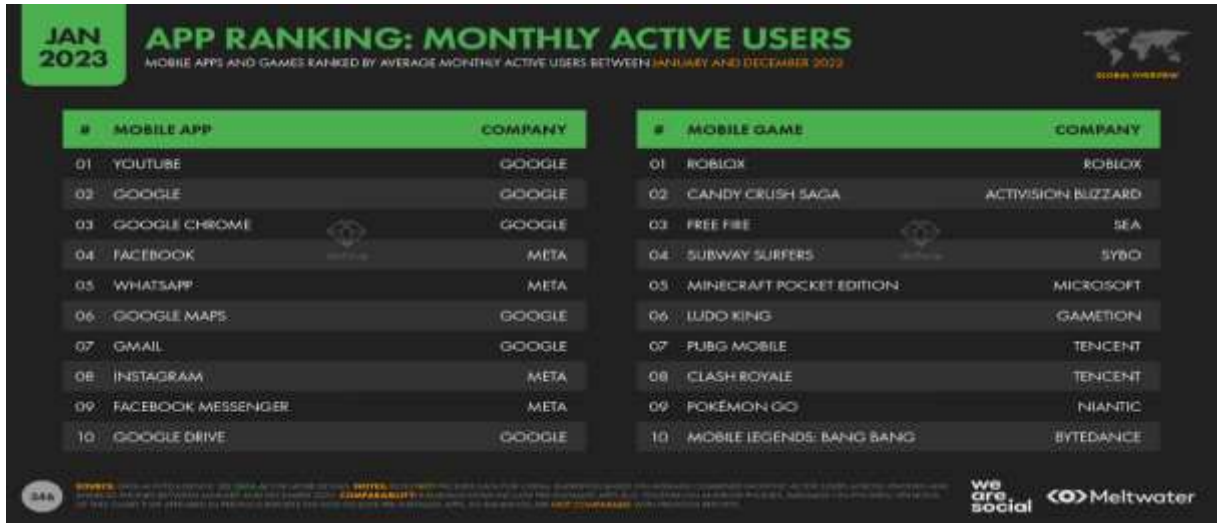 JAN
2023
APP RANKING: MONTHLY ACTIVE USERS
MOBILE APPS AND GAMES RANKED BY AVERAGE MONTHLY ACTIVE USERS BETWEEN JANUARY AND DECEMBER 2022
GLOBAL OVERVIEW
# MOBILE APP COMPANY
01 YOUTUBE GOOGLE
02 GOOGLE GOOGLE
03 GOOGLE CHROME GOOGLE
04 FACEBOOK META
05 WHATSAPP META
06 GOOGLE MAPS GOOGLE
07 GMAIL GOOGLE
08 INSTAGRAM META
09 FACEBOOK MESSENGER META
10 GOOGLE DRIVE GOOGLE
# MOBILE GAME COMPANY
01 ROBLOX ROBLOX
02 CANDY CRUSH SAGA ACTIVISION BLIZZARD
03 FREE FIRE SEA
04 SUBWAY SURFERS SYBO
05 MINECRAFT POCKET EDITION MICROSOFT
06 LUDO KING GAMETION
07 PUBG MOBILE TENCENT
08 CLASH ROYALE TENCENT
09 POKÉMON GO NIANTIC
10 MOBILE LEGENDS: BANG BANG BYTEDANCE
we
are.
social
Meltwater